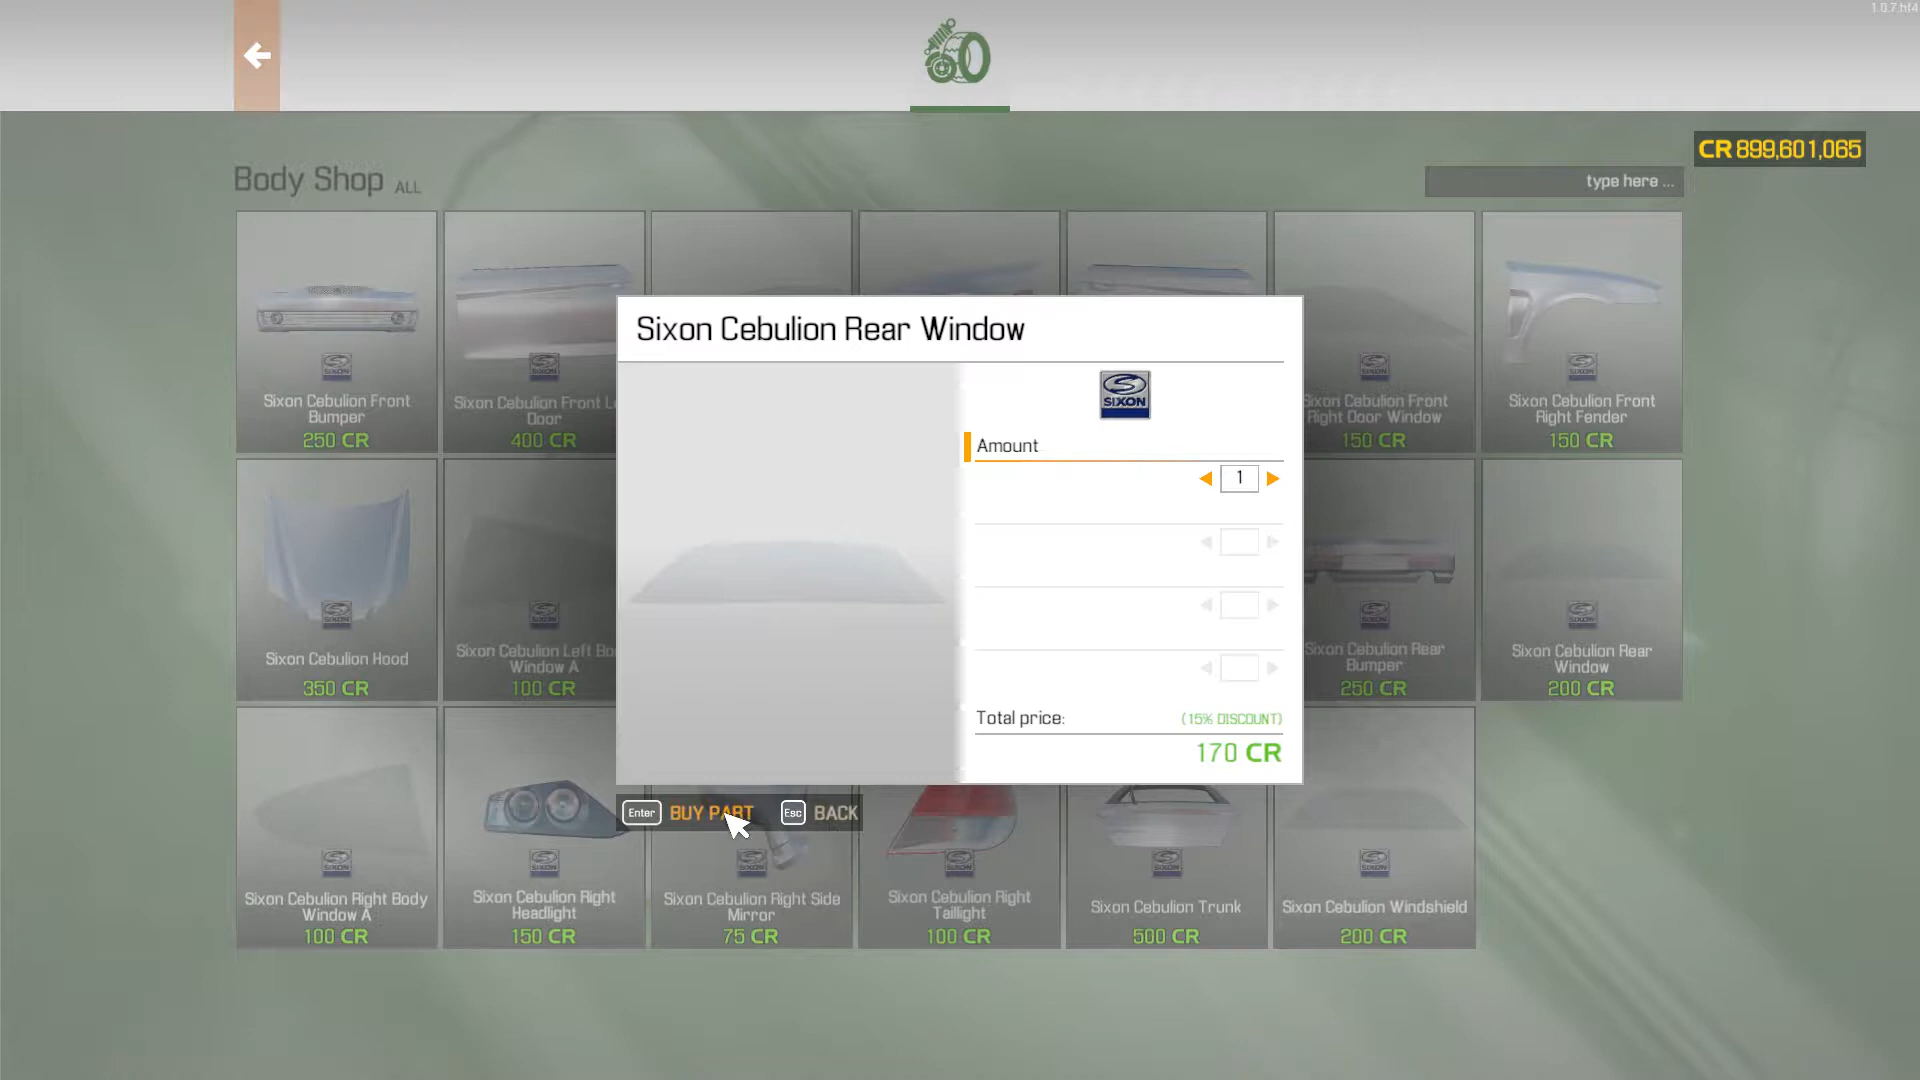 1.0.7.hf4
CR 899,601,065
Body Shop ALL
type here ...
Sixon Cebulion Front
Bumper
250 CR
Sixon Cebulion Front Le
Door
400 CR
Sixon Cebulion Front
Right Door Window
150 CR
Sixon Cebulion Front
Right Fender
150 CR
Sixon Cebulion Rear Window
SIXON
Amount
1
Total price:
(15% DISCOUNT)
170 CR
Enter BUY PART Esc BACK
Sixon Cebulion Hood
350 CR
Sixon Cebulion Left Bo
Window A
100 CR
Sixon Cebulion Rear
Bumper
250 CR
Sixon Cebulion Rear
Window
200 CR
Sixon Cebulion Right Body
Window A
100 CR
Sixon Cebulion Right
Headlight
150 CR
Sixon Cebulion Right Side
Mirror
75 CR
Sixon Cebulion Right
Taillight
100 CR
Sixon Cebulion Trunk
500 CR
Sixon Cebulion Windshield
200 CR